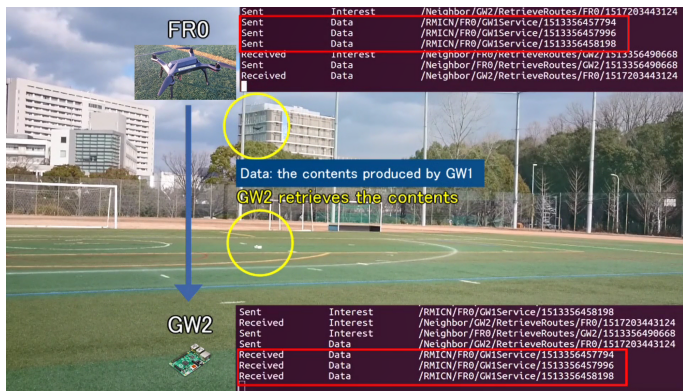 FR0
Sent Interest /Neighbor/GW2/RetrieveRoutes/FR0/1517203443124
Sent Data /RMICN/FR0/GW1Service/1513356457794
Sent Data /RMICN/FR0/GW1Service/1513356457996
Sent Data /RMICN/FR0/GW1Service/1513356458198
Received Interest /Neighbor/FR0/RetrieveRoutes/GW2/1513356490668
Sent Data /Neighbor/FR0/RetrieveRoutes/GW2/1513356490668
Received Data /Neighbor/GW2/RetrieveRoutes/FR0/1517203443124
Data: the contents produced by GW1
GW2 retrieves the contents
GW2
Sent Interest /RMICN/FR0/GW1Service/1513356458198
Received Interest /Neighbor/GW2/RetrieveRoutes/FR0/1517203443124
Sent Interest /Neighbor/FR0/RetrieveRoutes/GW2/1513356490668
Sent Data /Neighbor/GW2/RetrieveRoutes/FR0/1517203443124
Received Data /RMICN/FR0/GW1Service/1513356457794
Received Data /RMICN/FR0/GW1Service/1513356457996
Received Data /RMICN/FR0/GW1Service/1513356458198